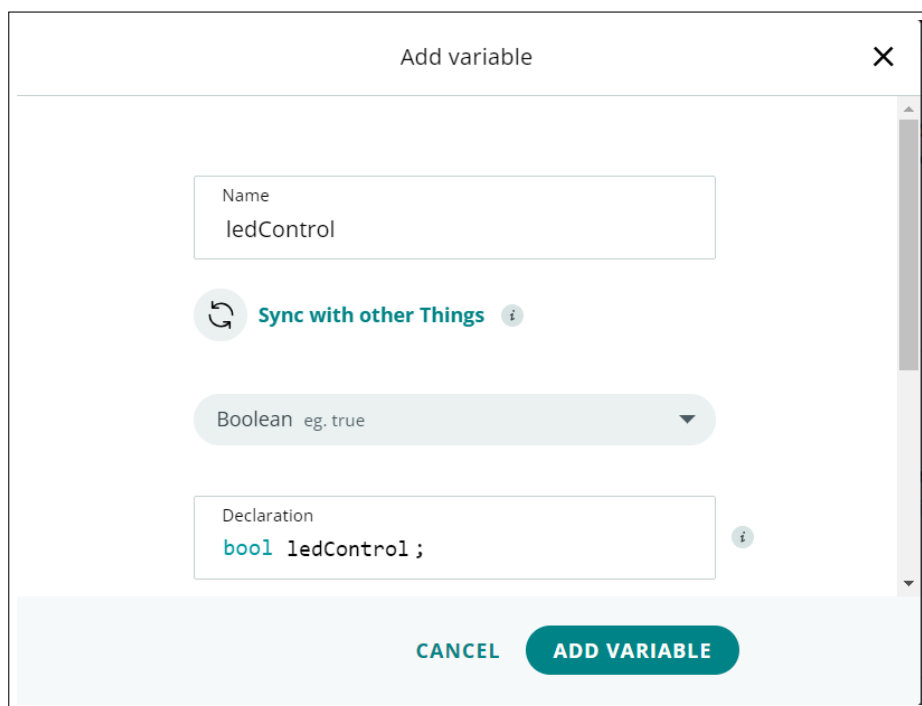 Add variable
Name
ledControl
Sync with other Things i
Boolean eg. true
Declaration
bool ledControl;
i
CANCEL ADD VARIABLE